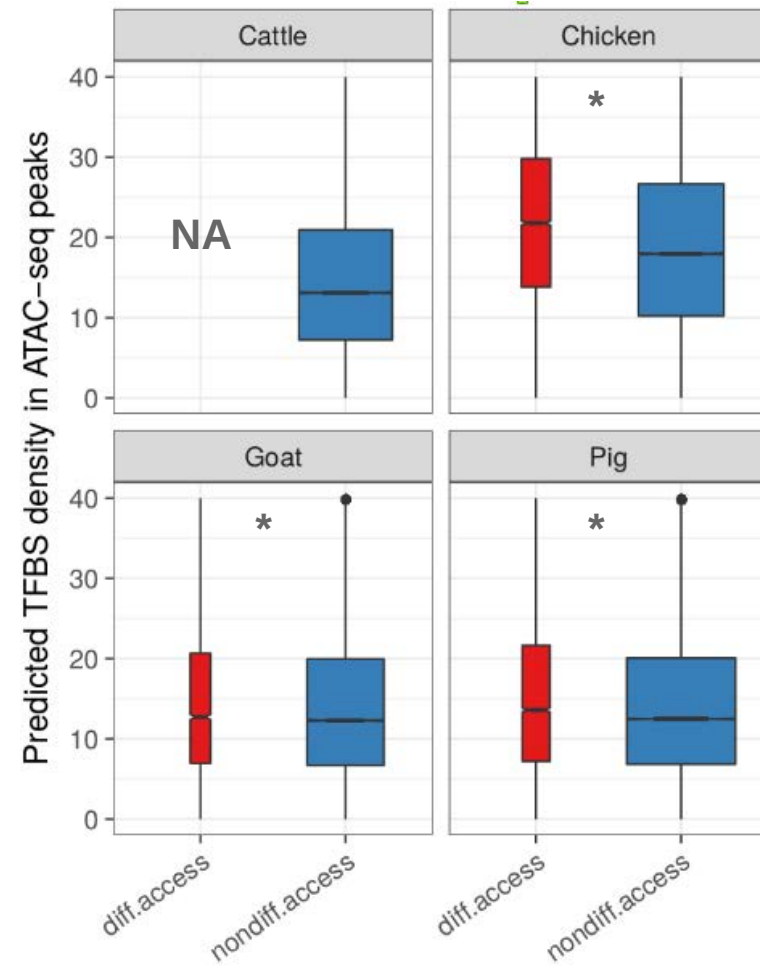 Cattle
Chicken
Predicted TFBS density in ATAC−seq peaks
40
30
20
10
0
NA
*
Goat
Pig
40
30
20
10
0
*
*
diff.access
nondiff.access
diff.access
nondiff.access